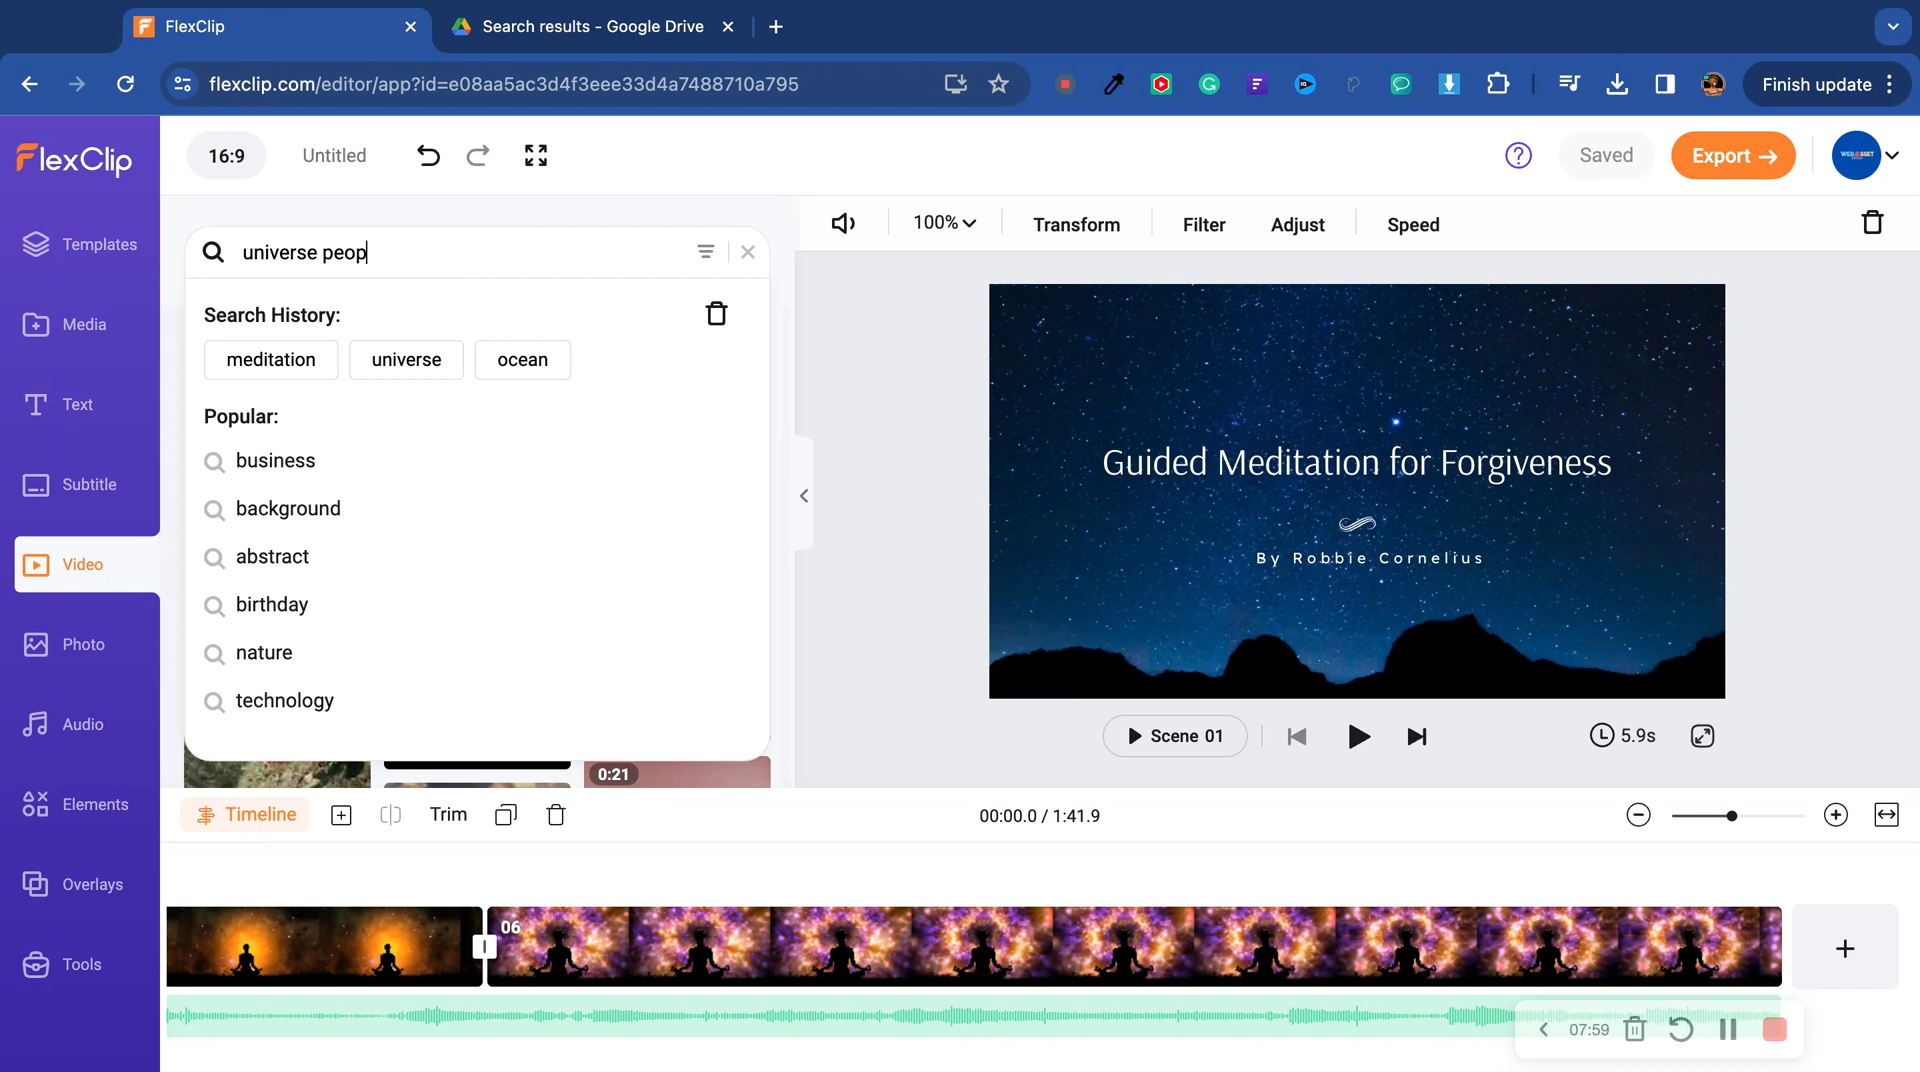 FlexClip
Search results - Google Drive
flexclip.com/editor/app?id=e08aa5ac3d4f3eee33d4a7488710a795
Finish update
FlexClip
16:9
Untitled
Saved
Export
Templates
Media
Text
Subtitle
Video
Photo
Audio
Elements
Overlays
Tools
universe peop
Search History:
meditation
universe
ocean
Popular:
business
background
abstract
birthday
nature
technology
0:21
100%
Transform
Filter
Adjust
Speed
Guided Meditation for Forgiveness
By Robbie Cornelius
Scene 01
5.9s
Timeline
Trim
00:00.0 / 1:41.9
06
07:59